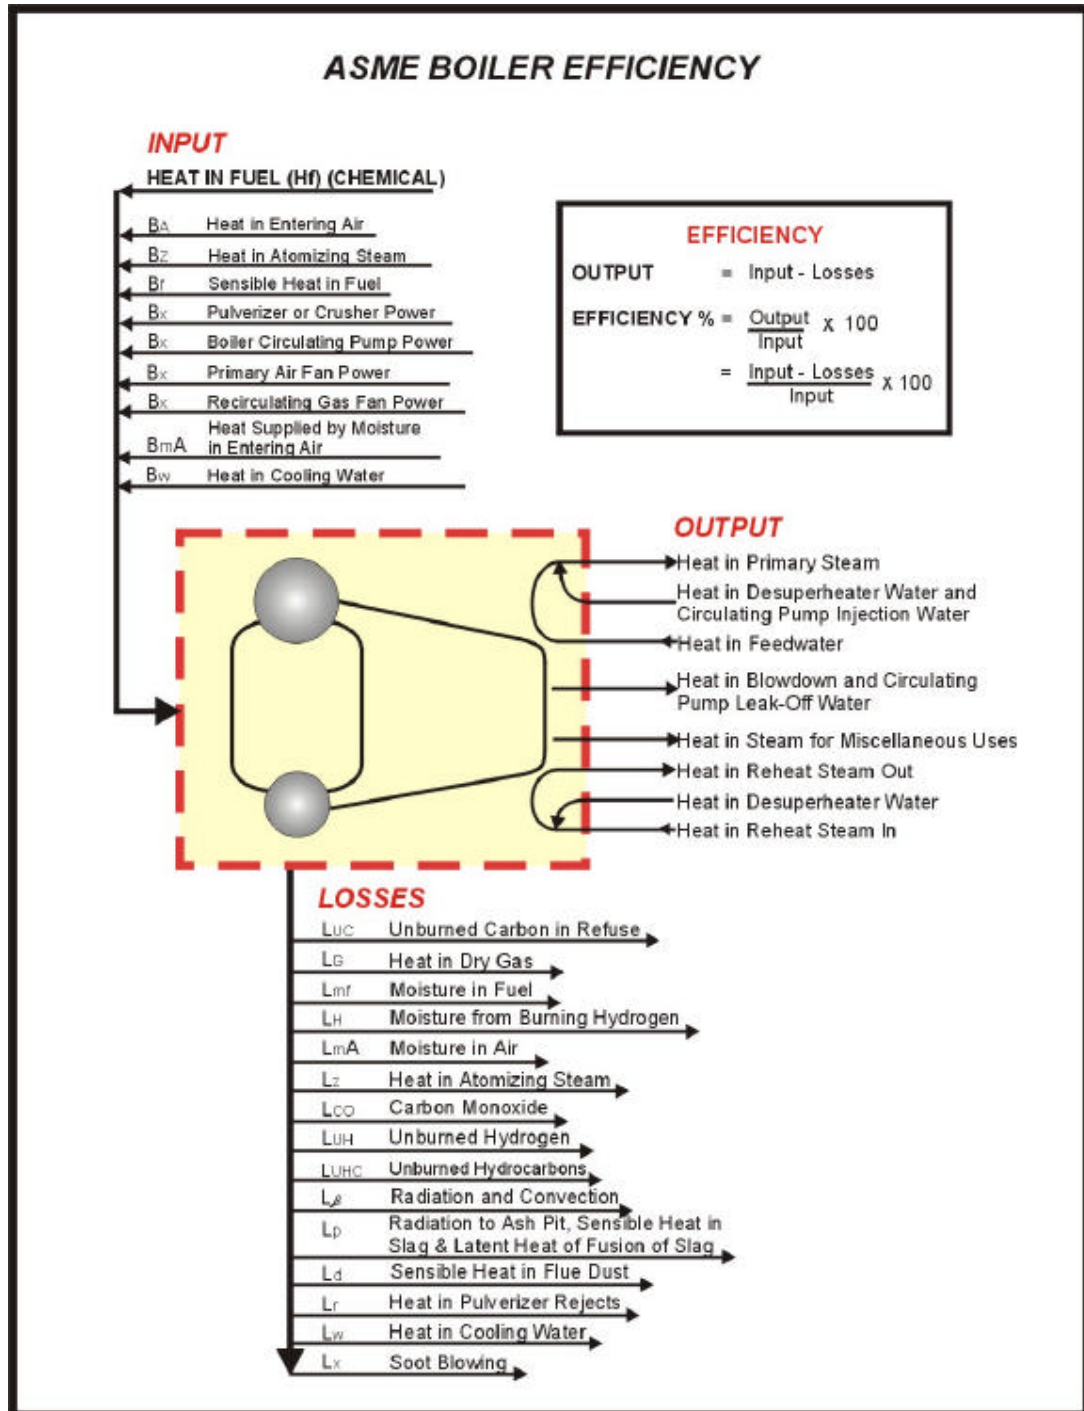 ASME BOILER EFFICIENCY
INPUT
HEAT IN FUEL (Hf) (CHEMICAL)
BA Heat in Entering Air
BZ Heat in Atomizing Steam
Bf Sensible Heat in Fuel
Bx Pulverizer or Crusher Power
Bx Boiler Circulating Pump Power
Bx Primary Air Fan Power
Bx Recirculating Gas Fan Power
Heat Supplied by Moisture
BmA in Entering Air
Bw Heat in Cooling Water
EFFICIENCY
OUTPUT = Input - Losses
EFFICIENCY % = Output x 100
Input
= Input - Losses x 100
Input
OUTPUT
Heat in Primary Steam
Heat in Desuperheater Water and
Circulating Pump Injection Water
Heat in Feedwater
Heat in Blowdown and Circulating
Pump Leak-Off Water
Heat in Steam for Miscellaneous Uses
Heat in Reheat Steam Out
Heat in Desuperheater Water
Heat in Reheat Steam In
LOSSES
LUC Unburned Carbon in Refuse
LG Heat in Dry Gas
Lmf Moisture in Fuel
LH Moisture from Burning Hydrogen
LmA Moisture in Air
Lz Heat in Atomizing Steam
LCO Carbon Monoxide
LUH Unburned Hydrogen
LUHC Unburned Hydrocarbons
Lβ Radiation and Convection
Lp Radiation to Ash Pit, Sensible Heat in
Slag & Latent Heat of Fusion of Slag
Ld Sensible Heat in Flue Dust
Lr Heat in Pulverizer Rejects
Lw Heat in Cooling Water
Lx Soot Blowing